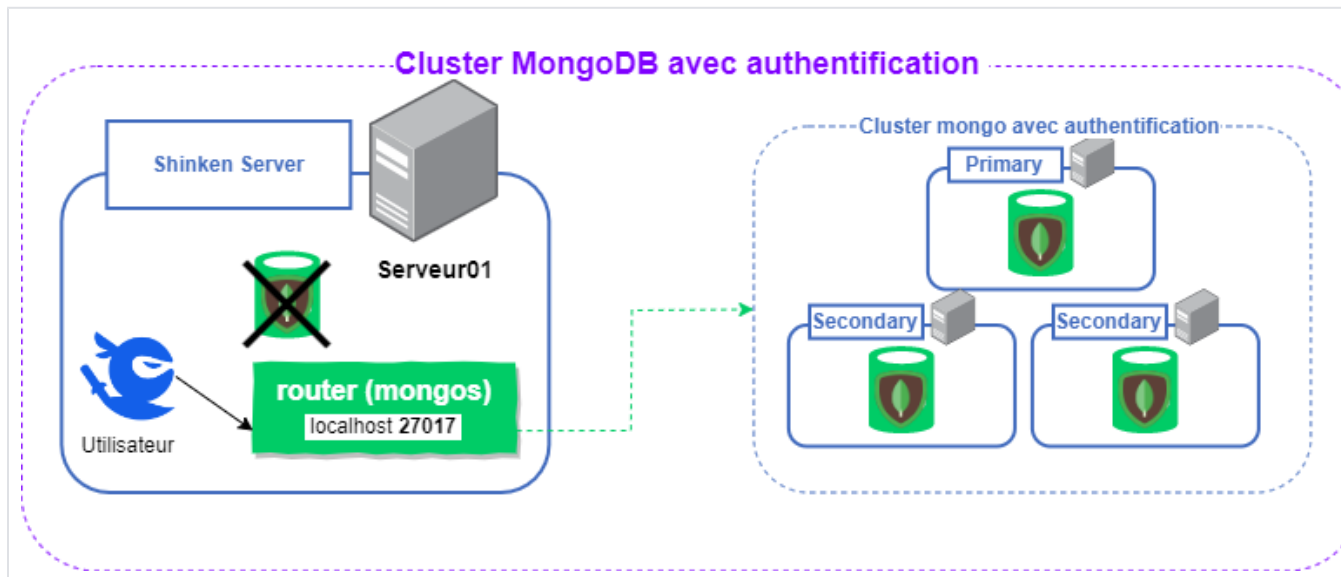 Cluster MongoDB avec authentification
Shinken Server
Serveur01
Utilisateur
router (mongos)
localhost 27017
Cluster mongo avec authentification
Primary
Secondary
Secondary